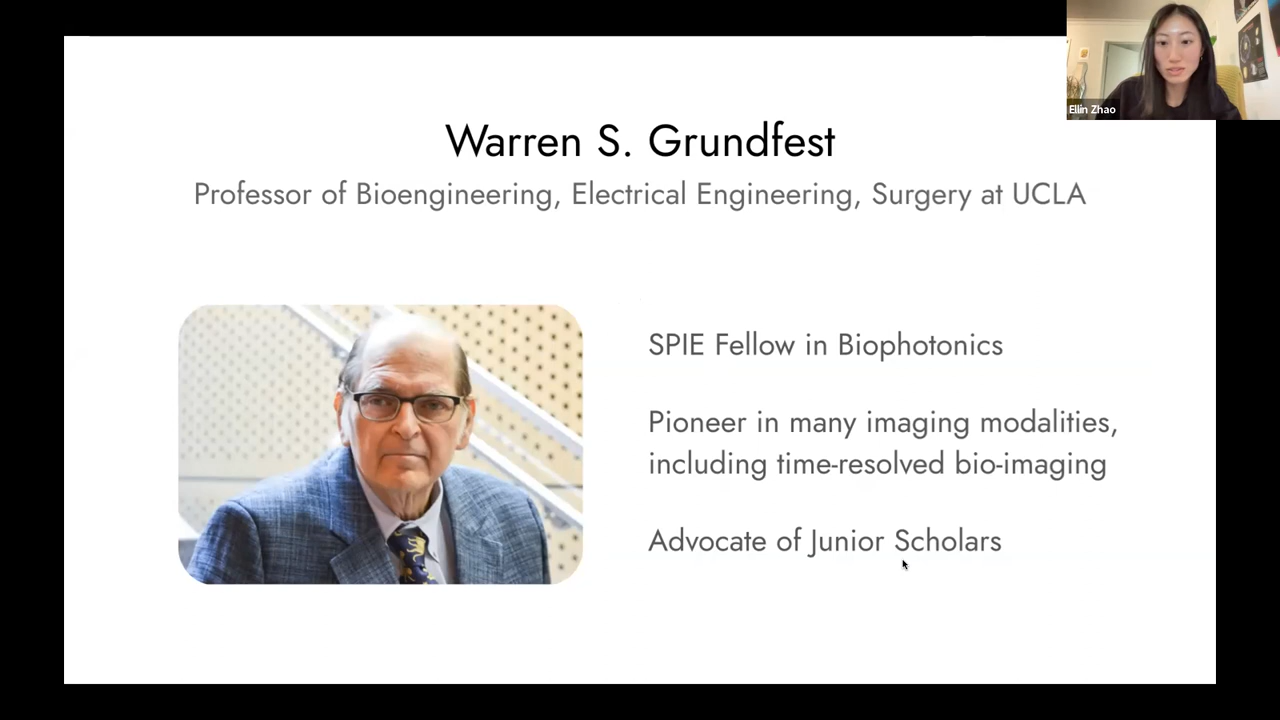 Warren S. Grundfest
Professor of Bioengineering, Electrical Engineering, Surgery at UCLA
SPIE Fellow in Biophotonics
Pioneer in many imaging modalities,
including time-resolved bio-imaging
Advocate of Junior Scholars
Ellin Zhao